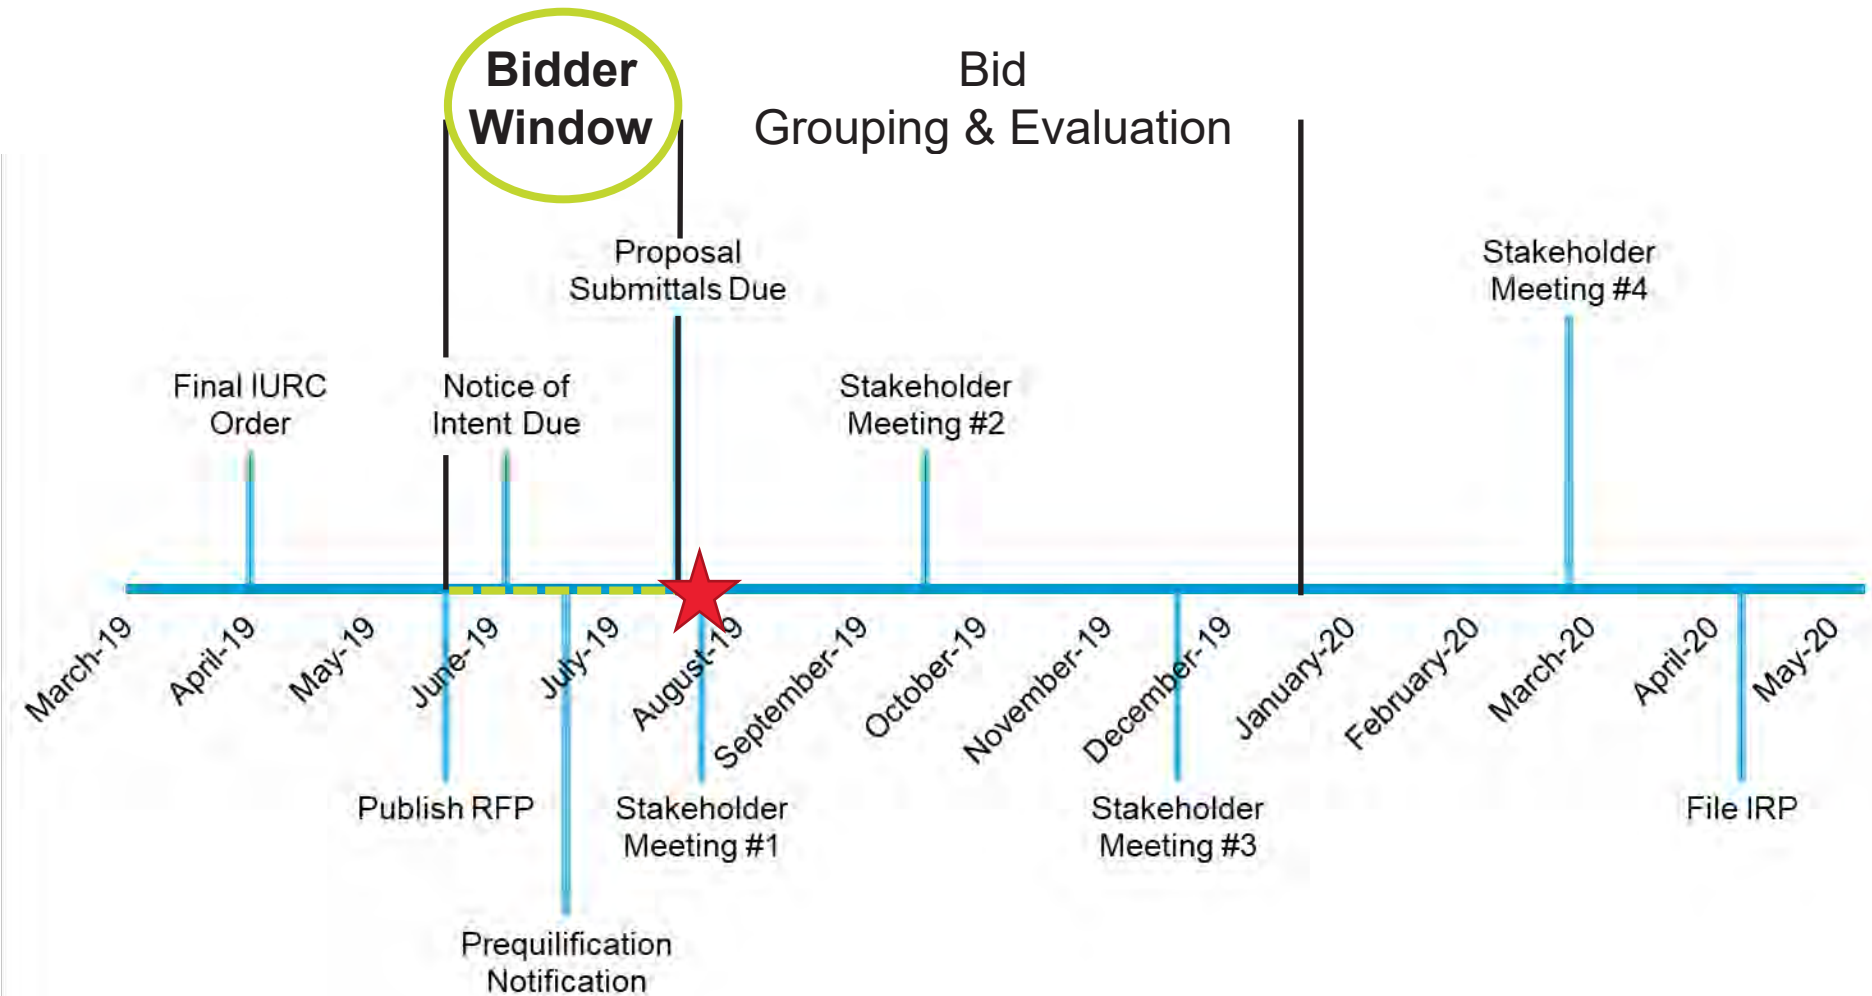 Bidder
Window
Bid
Grouping & Evaluation
Proposal
Submittals Due
Stakeholder
Meeting #4
Final IURC
Order
Notice of
Intent Due
Stakeholder
Meeting #2
March-19
April-19
May-19
June-19
July-19
August-19
September-19
October-19
November-19
December-19
January-20
February-20
March-20
April-20
May-20
Publish RFP
Stakeholder
Meeting #1
Stakeholder
Meeting #3
File IRP
Prequilification
Notification